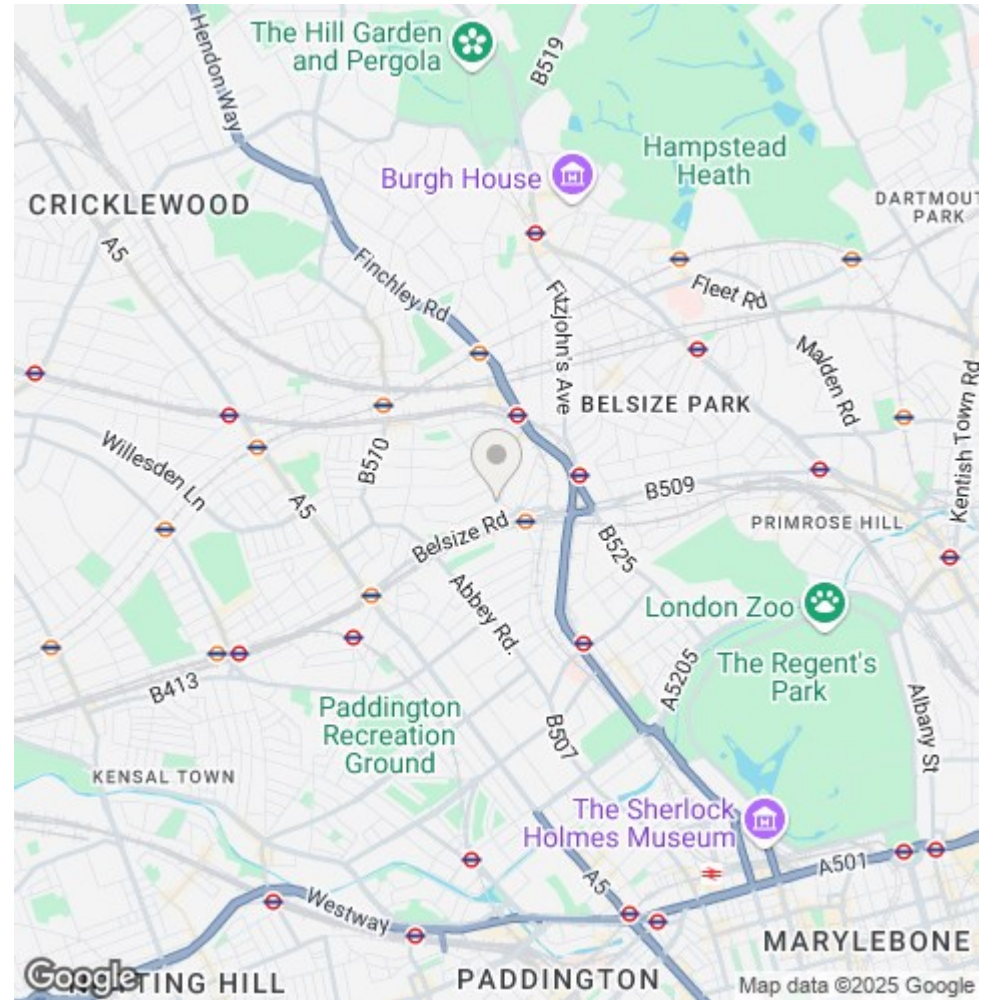 Hendon Way
The Hill Garden
and Pergola
B519
Hampstead
Heath
Burgh House
CRICKLEWOOD
DARTMOUT
PARK
A5
Finchley Rd
Fitzjohn's Ave
Fleet Rd
Malden Rd
Kentish Town Rd
BELSIZE PARK
Willesden Ln
B510
A5
B509
PRIMROSE HILL
Belsize Rd
B525
Abbey Rd.
London Zoo
The Regent's
Park
A5205
Albany St
B413
Paddington
Recreation
Ground
B507
KENSAL TOWN
The Sherlock
Holmes Museum
A501
A5
Westway
MARYLEBONE
Google
TING HILL
PADDINGTON
Map data ©2025 Google